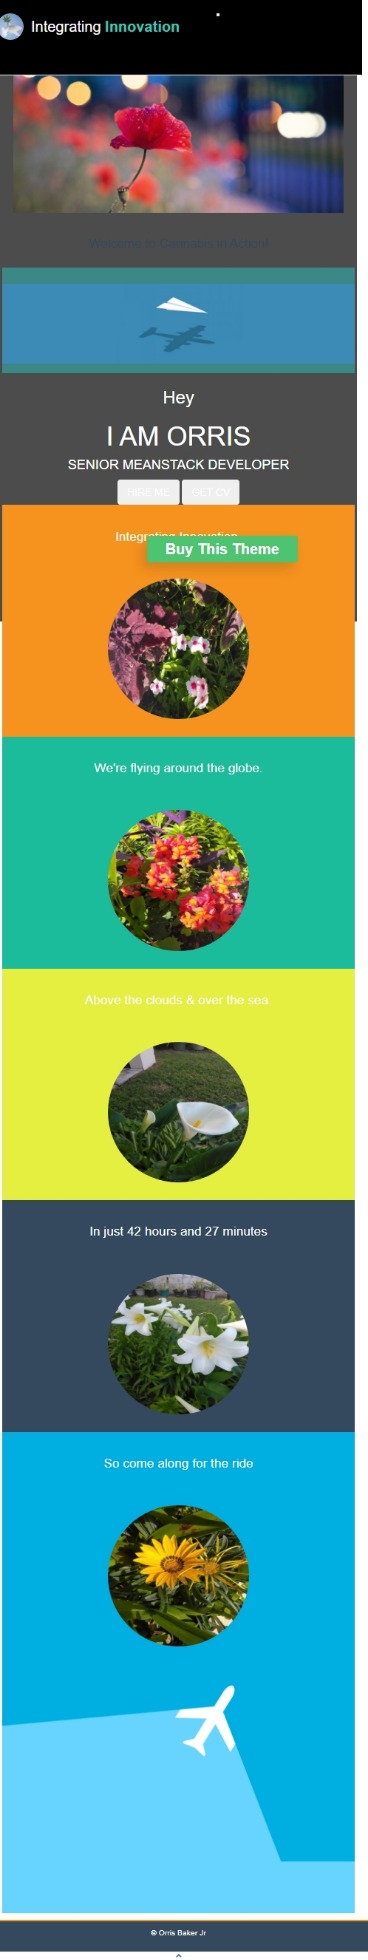 Integrating Innovation
Welcome to Cannabis in Action!
Hey
I AM ORRIS
SENIOR MEANSTACK DEVELOPER
HIRE ME GET CV
Integrating Innovation
Buy This Theme
We're flying around the globe.
Above the clouds & over the sea.
In just 42 hours and 27 minutes
So come along for the ride
© Orris Baker Jr